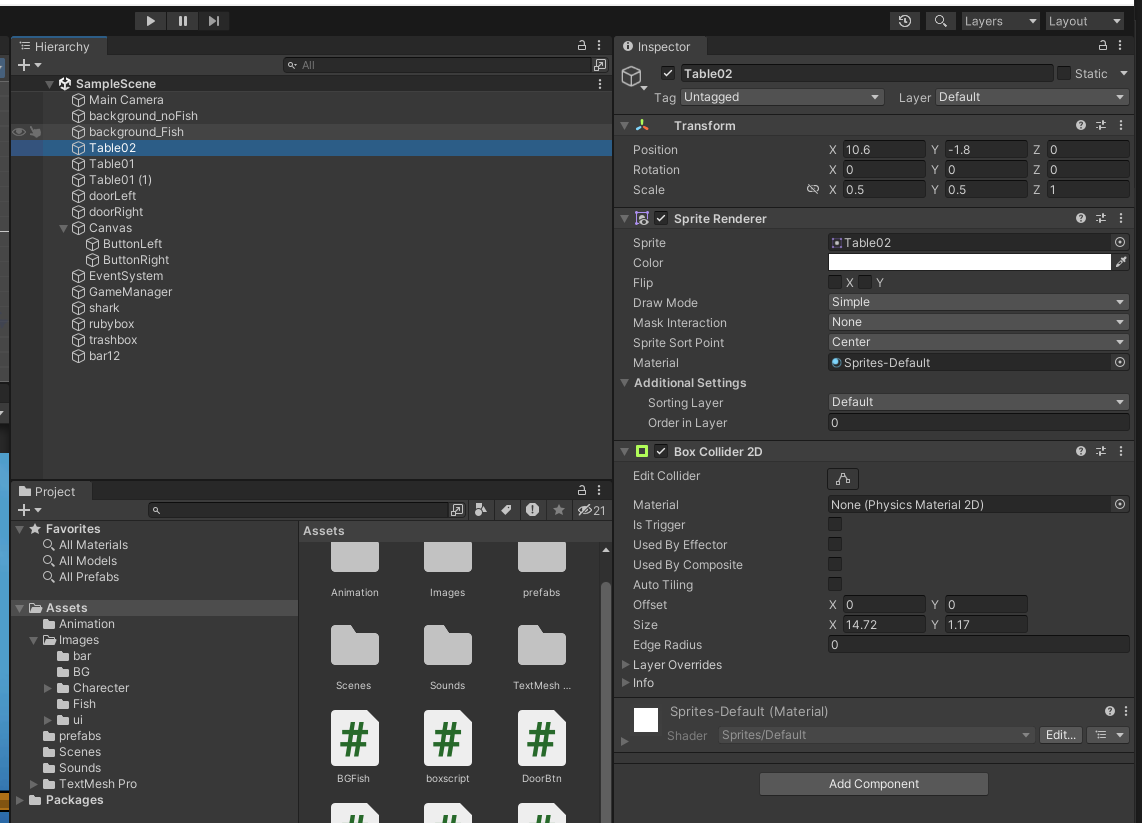 Layers
Layout
Hierarchy
All
SampleScene
Main Camera
background_noFish
background_Fish
Table02
Table01
Table01 (1)
doorLeft
doorRight
Canvas
ButtonLeft
ButtonRight
EventSystem
GameManager
shark
rubybox
trashbox
bar12
Project
21
Favorites
All Materials
All Models
All Prefabs
Assets
Animation
Images
bar
BG
Charecter
Fish
ui
prefabs
Scenes
Sounds
TextMesh Pro
Packages
Assets
Animation
Images
prefabs
Scenes
Sounds
TextMesh ...
# # #
BGFish
boxscript
DoorBtn
Inspector
Table02
Static
Tag Untagged
Layer Default
Transform
Position X 10.6 Y -1.8 Z 0
Rotation X 0 Y 0 Z 0
Scale X 0.5 Y 0.5 Z 1
Sprite Renderer
Sprite Table02
Color
Flip X Y
Draw Mode Simple
Mask Interaction None
Sprite Sort Point Center
Material Sprites-Default
Additional Settings
Sorting Layer Default
Order in Layer 0
Box Collider 2D
Edit Collider
Material None (Physics Material 2D)
Is Trigger
Used By Effector
Used By Composite
Auto Tiling
Offset X 0 Y 0
Size X 14.72 Y 1.17
Edge Radius 0
Layer Overrides
Info
Sprites-Default (Material)
Shader Sprites/Default Edit...
Add Component